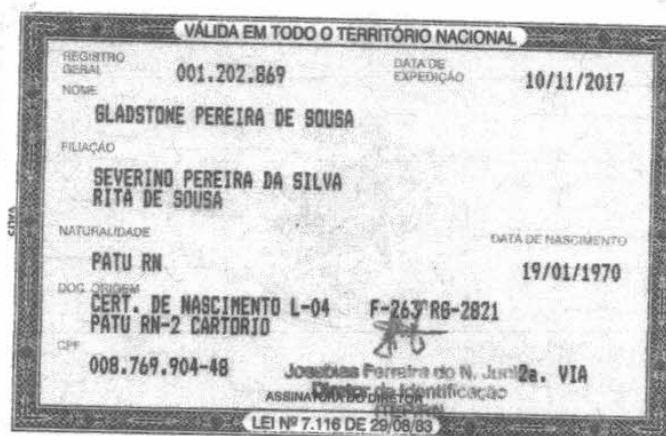 VÁLIDA EM TODO O TERRITÓRIO NACIONAL
REGISTRO GERAL 001.202.869 DATA DE EXPEDIÇÃO 10/11/2017
NOME
GLADSTONE PEREIRA DE SOUSA
FILIAÇÃO
SEVERINO PEREIRA DA SILVA
RITA DE SOUSA
NATURALIDADE DATA DE NASCIMENTO
PATU RN 19/01/1970
DOC. ORIGEM
CERT. DE NASCIMENTO L-04 F-263 RG-2821
PATU RN-2 CARTORIO
CPF
008.769.904-48
Josebias Ferreira do N. 2a. VIA
Diretor de Identificação
ASSINATURA DO DIRETOR
LEI Nº 7.116 DE 29/08/83